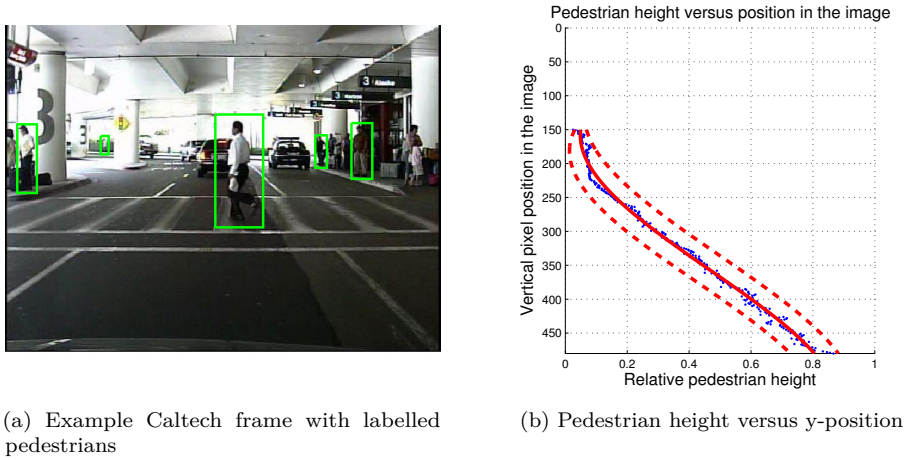 3
Alaska
3
3
Pedestrian height versus position in the image
Vertical pixel position in the image
0
50
100
150
200
250
300
350
400
450
0
0.2
0.4
0.6
0.8
1
Relative pedestrian height
(a) Example Caltech frame with labelled
pedestrians
(b) Pedestrian height versus y-position